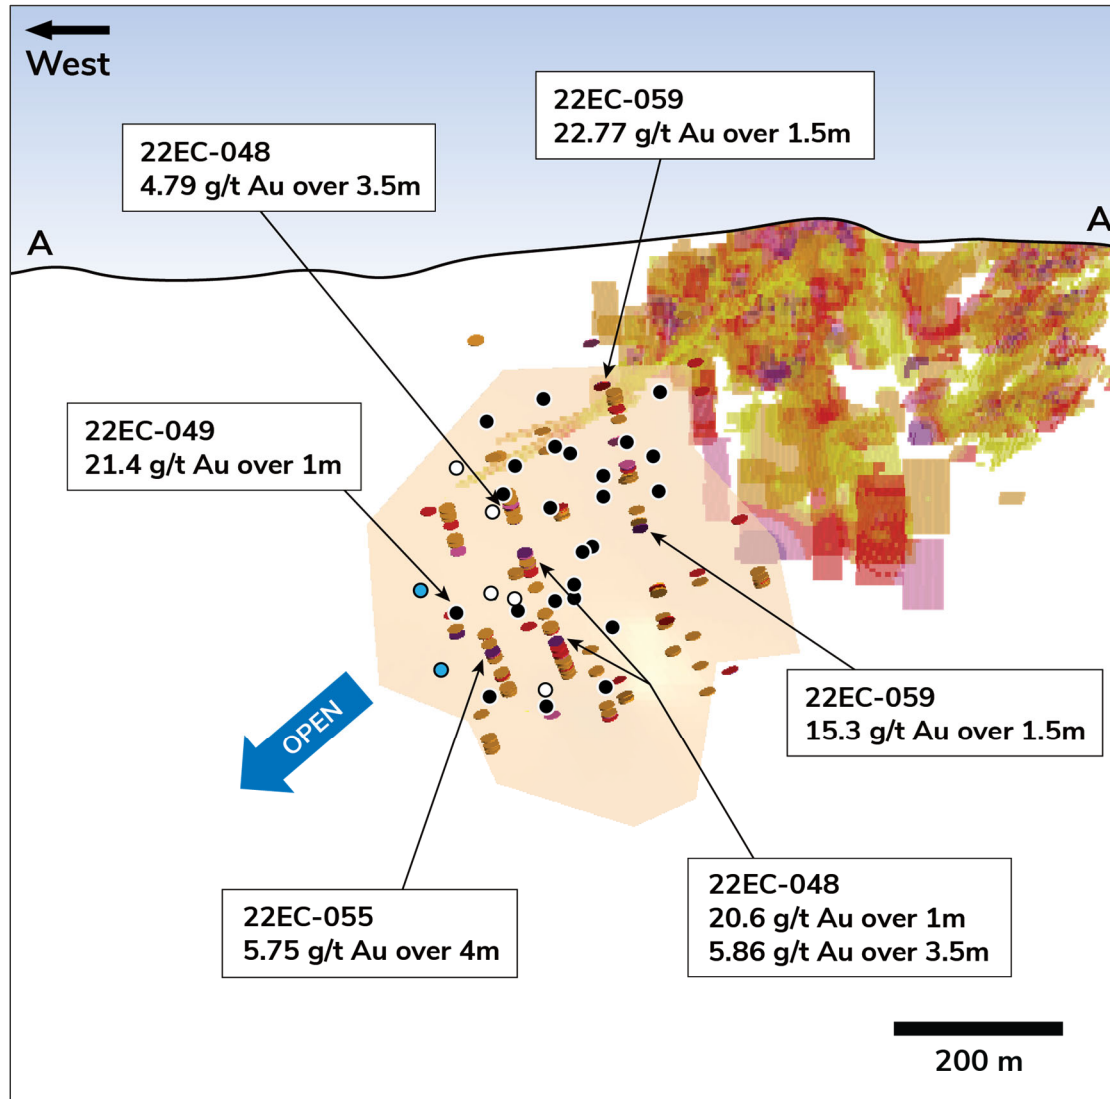 West
22EC-059
22.77 g/t Au over 1.5m
22EC-048
4.79 g/t Au over 3.5m
A
A
22EC-049
21.4 g/t Au over 1m
OPEN
22EC-059
15.3 g/t Au over 1.5m
22EC-055
5.75 g/t Au over 4m
22EC-048
20.6 g/t Au over 1m
5.86 g/t Au over 3.5m
200 m